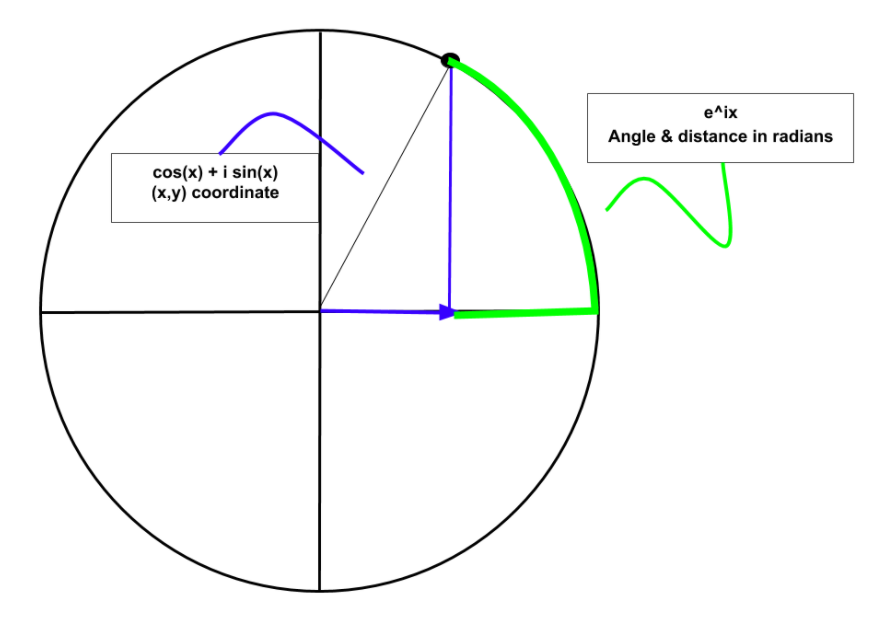 e^ix
Angle & distance in radians
cos(x) + i sin(x)
(x,y) coordinate